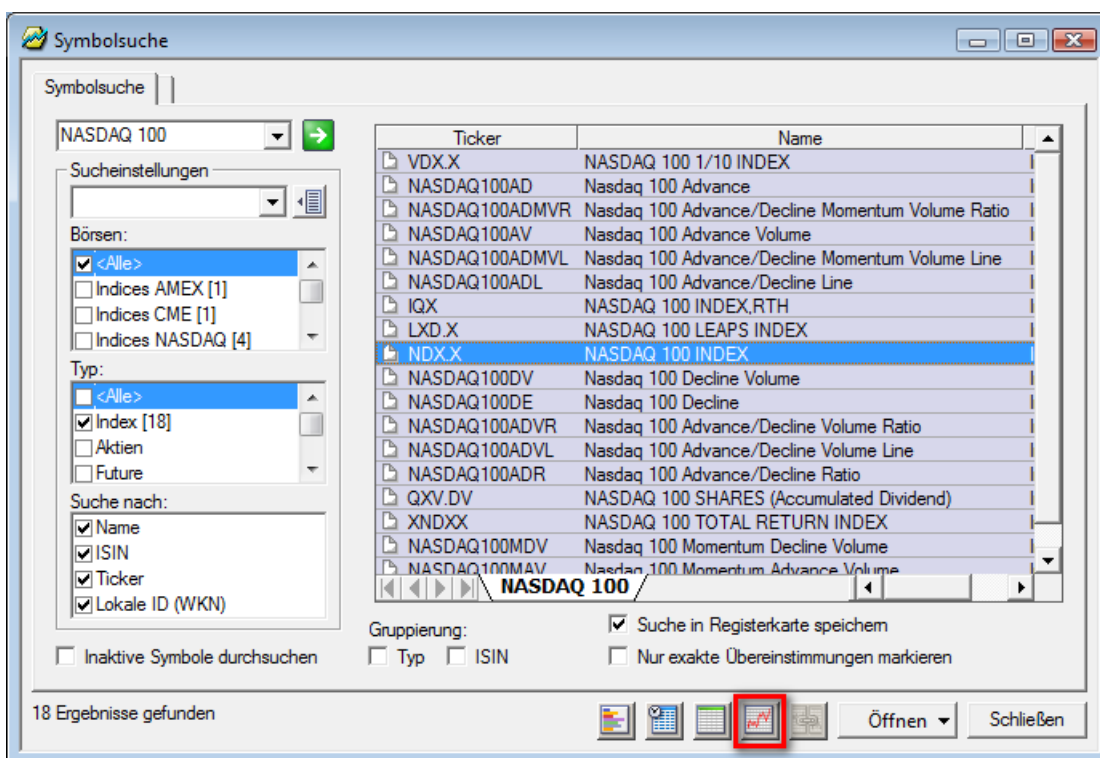 Symbolsuche
Symbolsuche
NASDAQ 100
Sucheinstellungen
Börsen:
<Alle>
Indices AMEX [1]
Indices CME [1]
Indices NASDAQ [4]
Typ:
<Alle>
Index [18]
Aktien
Future
Suche nach:
Name
ISIN
Ticker
Lokale ID (WKN)
Inaktive Symbole durchsuchen
Ticker Name
VDX.X NASDAQ 100 1/10 INDEX
NASDAQ100AD Nasdaq 100 Advance
NASDAQ100ADMVR Nasdaq 100 Advance/Decline Momentum Volume Ratio
NASDAQ100AV Nasdaq 100 Advance Volume
NASDAQ100ADMVL Nasdaq 100 Advance/Decline Momentum Volume Line
NASDAQ100ADL Nasdaq 100 Advance/Decline Line
IQX NASDAQ 100 INDEX,RTH
LXD.X NASDAQ 100 LEAPS INDEX
NDX.X NASDAQ 100 INDEX
NASDAQ100DV Nasdaq 100 Decline Volume
NASDAQ100DE Nasdaq 100 Decline
NASDAQ100ADVR Nasdaq 100 Advance/Decline Volume Ratio
NASDAQ100ADVL Nasdaq 100 Advance/Decline Volume Line
NASDAQ100ADR Nasdaq 100 Advance/Decline Ratio
QXV.DV NASDAQ 100 SHARES (Accumulated Dividend)
XNDXX NASDAQ 100 TOTAL RETURN INDEX
NASDAQ100MDV Nasdaq 100 Momentum Decline Volume
NASDAQ100MAV Nasdaq 100 Momentum Advance Volume
NASDAQ 100
Gruppierung:
Typ ISIN
Suche in Registerkarte speichern
Nur exakte Übereinstimmungen markieren
18 Ergebnisse gefunden
Öffnen Schließen